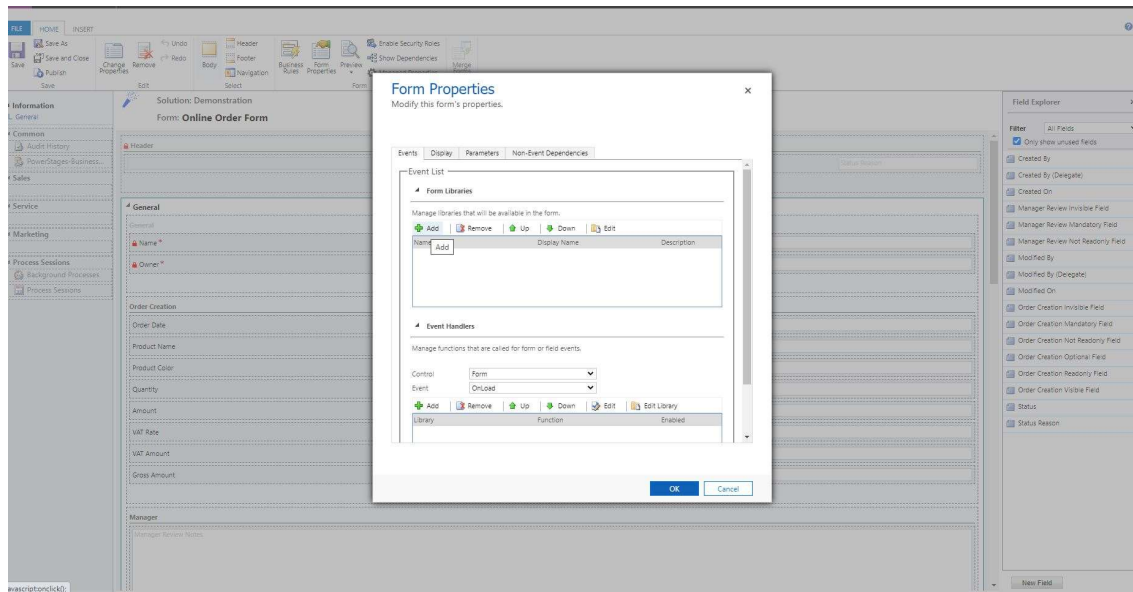 FILE HOME INSERT
Save
Save As
Save and Close
Publish
Save
Change Properties
Remove
Undo
Redo
Edit
Body
Header
Footer
Navigation
Select
Business Rules
Form Properties
Preview
Enable Security Roles
Show Dependencies
Form
Merge
Information
General
Common
Audit History
PowerStages-Business...
Sales
Service
Marketing
Process Sessions
Background Processes
Process Sessions
Solution: Demonstration
Form: Online Order Form
Header
Status Reason
General
General
Name *
Owner *
Order Creation
Order Date
Product Name
Product Color
Quantity
Amount
VAT Rate
VAT Amount
Gross Amount
Manager
Manager Review Notes
Form Properties
Modify this form's properties.
Events Display Parameters Non-Event Dependencies
Event List
Form Libraries
Manage libraries that will be available in the form.
Add Remove Up Down Edit
Name Display Name Description
Add
Event Handlers
Manage functions that are called for form or field events.
Control Form
Event OnLoad
Add Remove Up Down Edit Edit Library
Library Function Enabled
OK Cancel
Field Explorer
Filter All Fields
Only show unused fields
Created By
Created By (Delegate)
Created On
Manager Review Invisible Field
Manager Review Mandatory Field
Manager Review Not Readonly Field
Modified By
Modified By (Delegate)
Modified On
Order Creation Invisible Field
Order Creation Mandatory Field
Order Creation Not Readonly Field
Order Creation Optional Field
Order Creation Readonly Field
Order Creation Visible Field
Status
Status Reason
New Field
avascript:onclick();